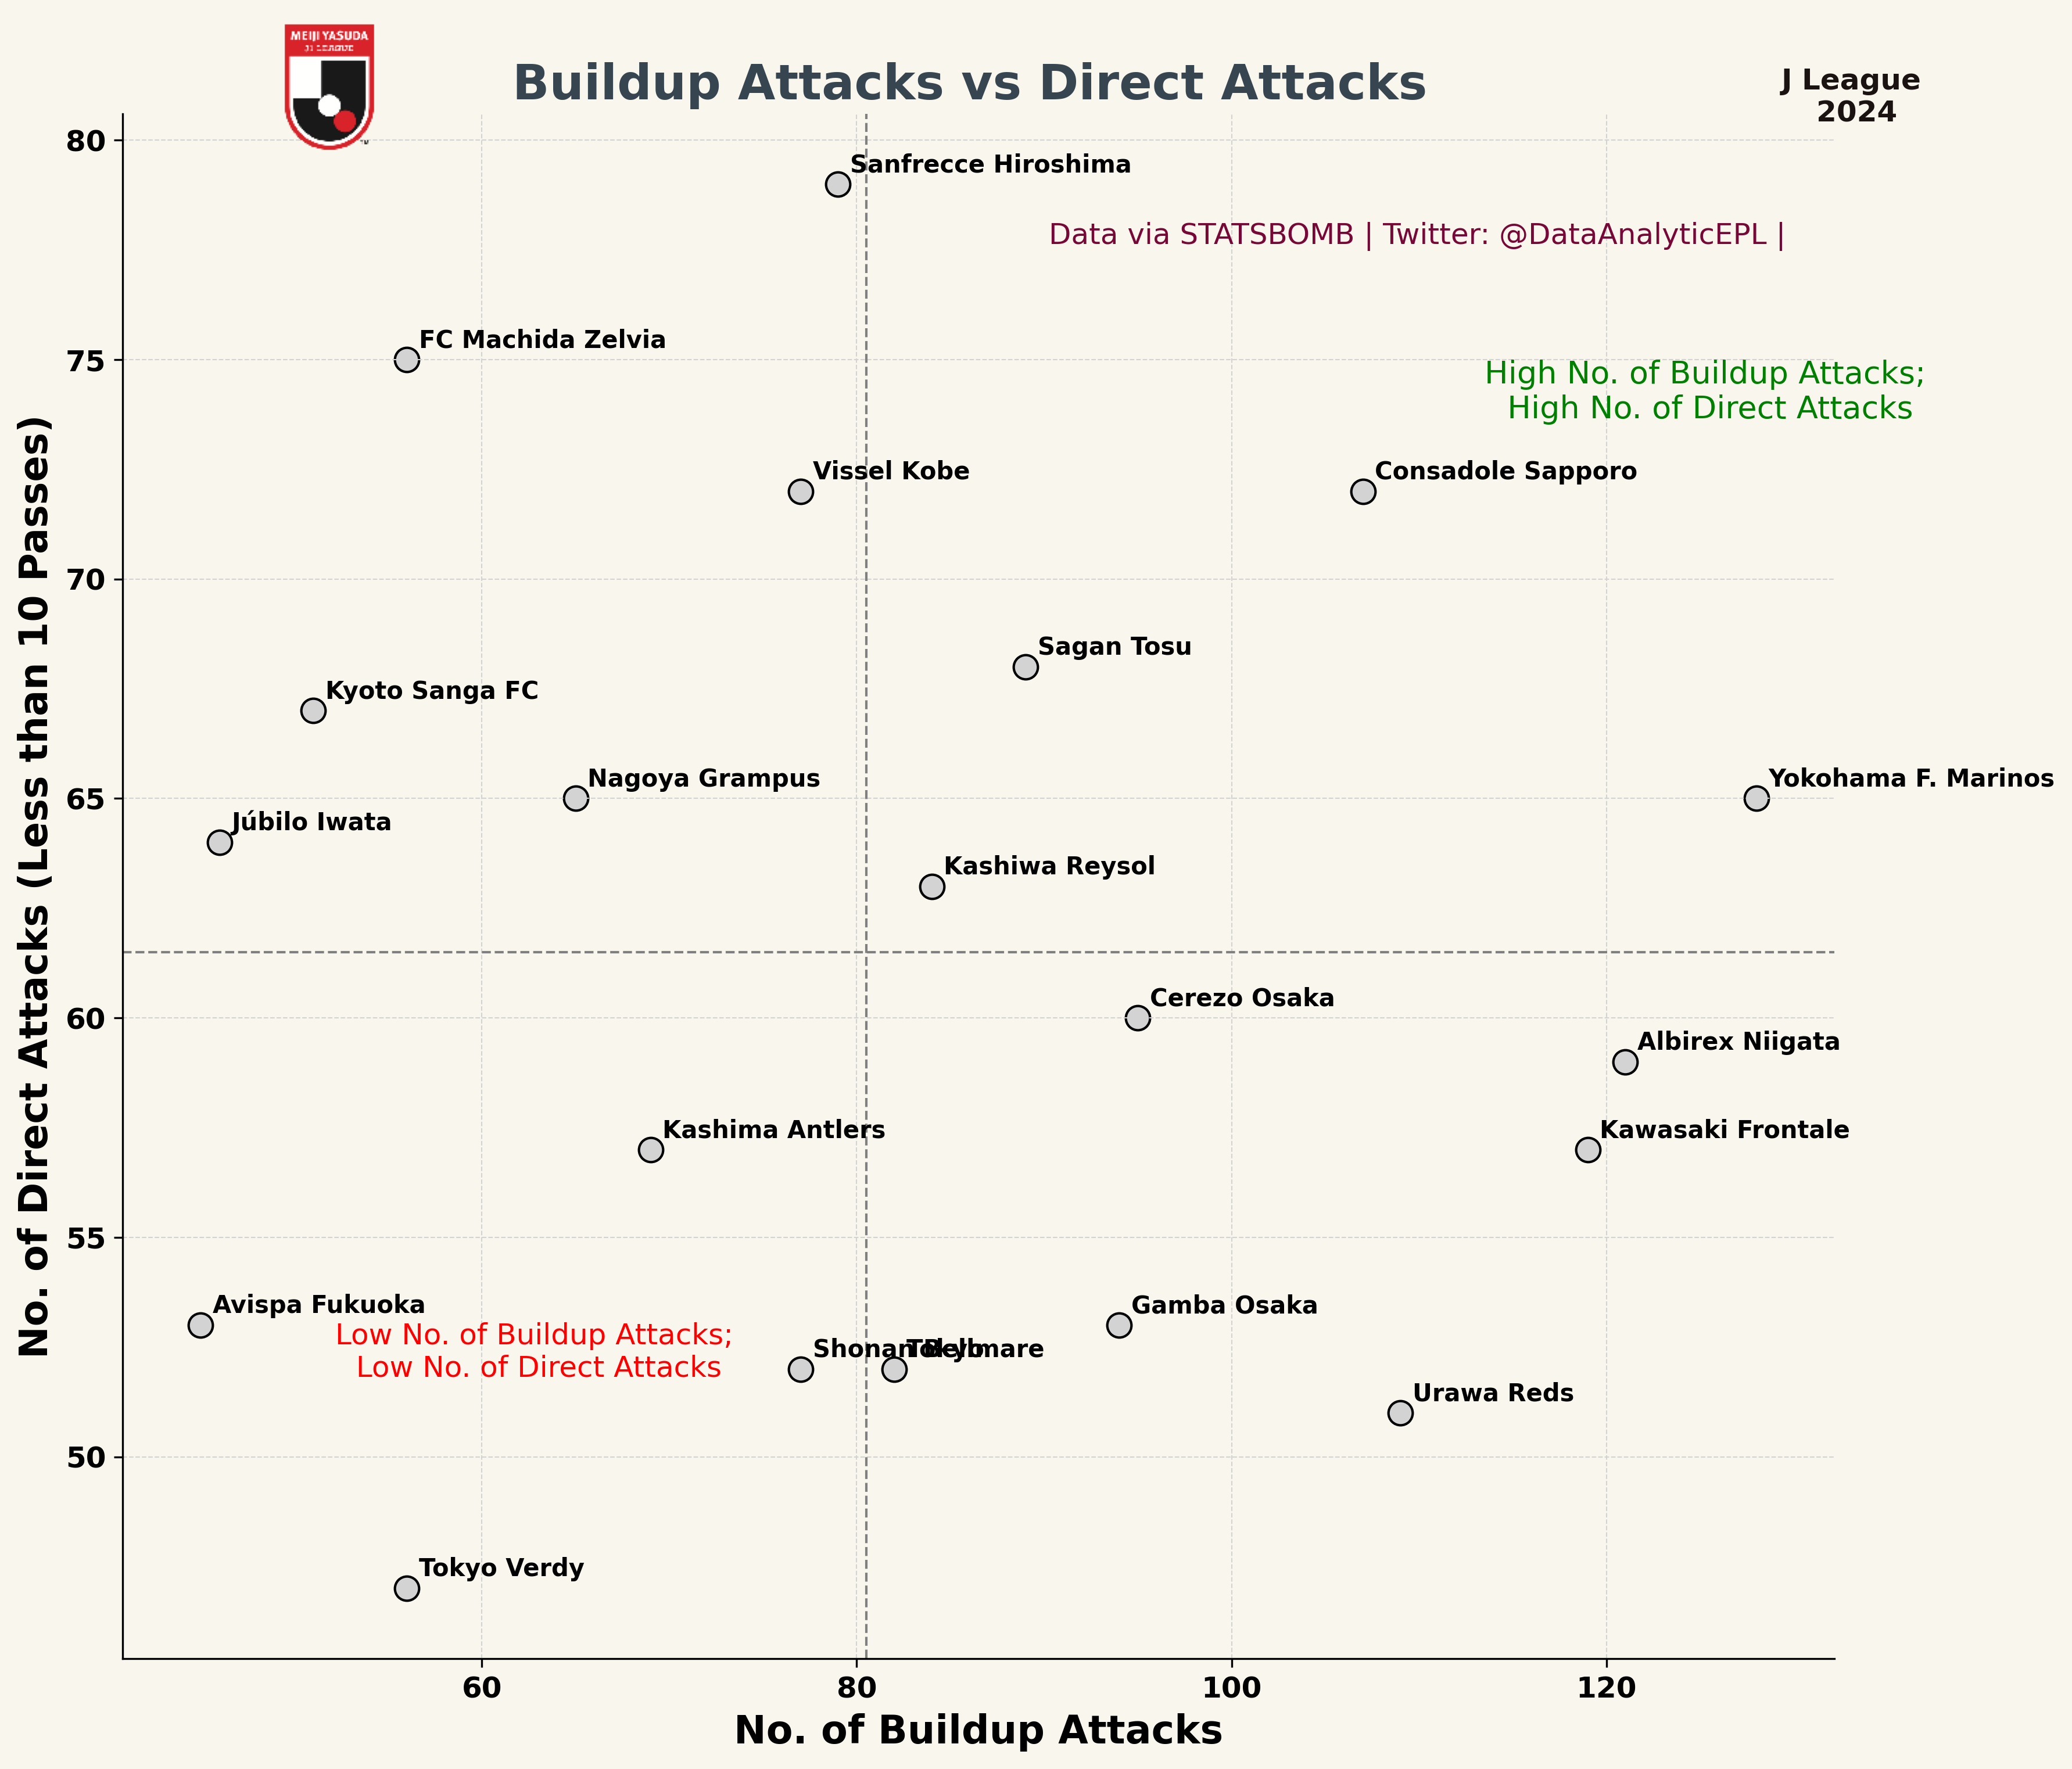 MEIJI YASUDA
J1 LEAGUE
Buildup Attacks vs Direct Attacks
J League
2024
80
Sanfrecce Hiroshima
Data via STATSBOMB | Twitter: @DataAnalyticEPL |
FC Machida Zelvia
75
High No. of Buildup Attacks;
High No. of Direct Attacks
Vissel Kobe
Consadole Sapporo
70
Sagan Tosu
Kyoto Sanga FC
Nagoya Grampus
Yokohama F. Marinos
65
Júbilo Iwata
Kashiwa Reysol
No. of Direct Attacks (Less than 10 Passes)
Cerezo Osaka
60
Albirex Niigata
Kashima Antlers
Kawasaki Frontale
55
Avispa Fukuoka
Gamba Osaka
Low No. of Buildup Attacks;
Low No. of Direct Attacks
Shonan Bellmare
Tokyo
Urawa Reds
50
Tokyo Verdy
60
80
100
120
No. of Buildup Attacks